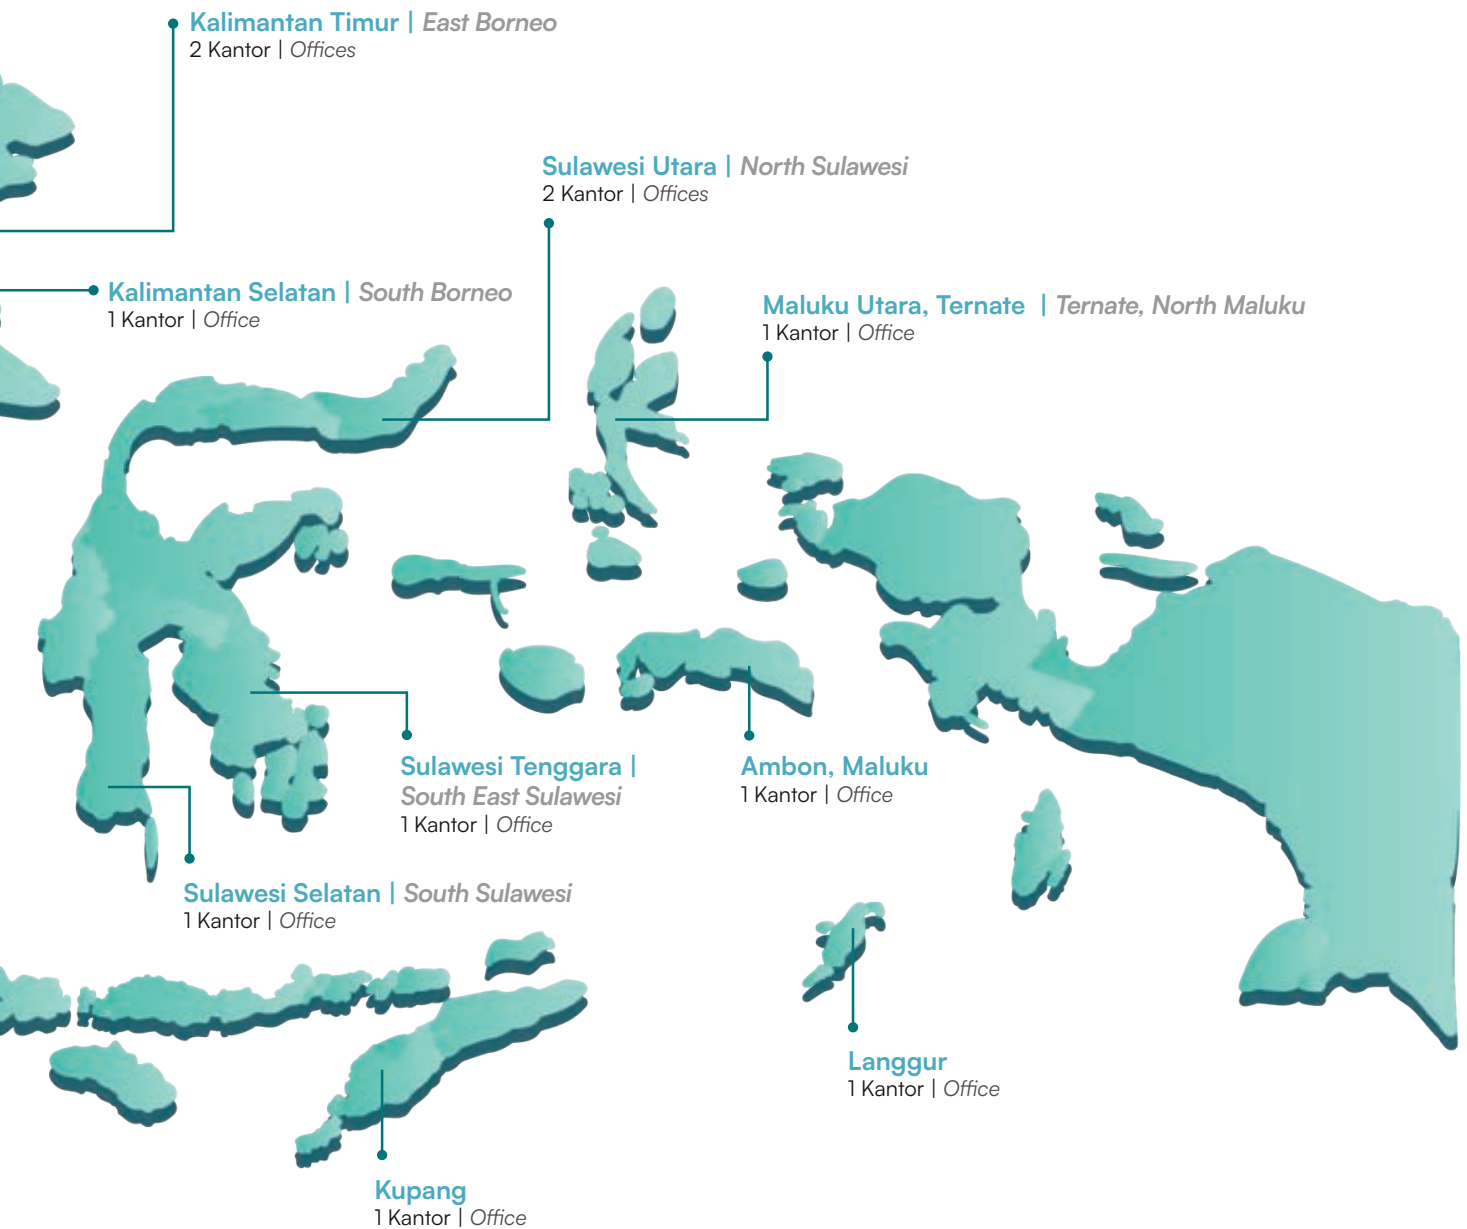 Kalimantan Timur | East Borneo
2 Kantor | Offices
Sulawesi Utara | North Sulawesi
2 Kantor | Offices
Kalimantan Selatan | South Borneo
1 Kantor | Office
Maluku Utara, Ternate | Ternate, North Maluku
1 Kantor | Office
Sulawesi Tenggara |
South East Sulawesi
1 Kantor | Office
Ambon, Maluku
1 Kantor | Office
Sulawesi Selatan | South Sulawesi
1 Kantor | Office
Langgur
1 Kantor | Office
Kupang
1 Kantor | Office